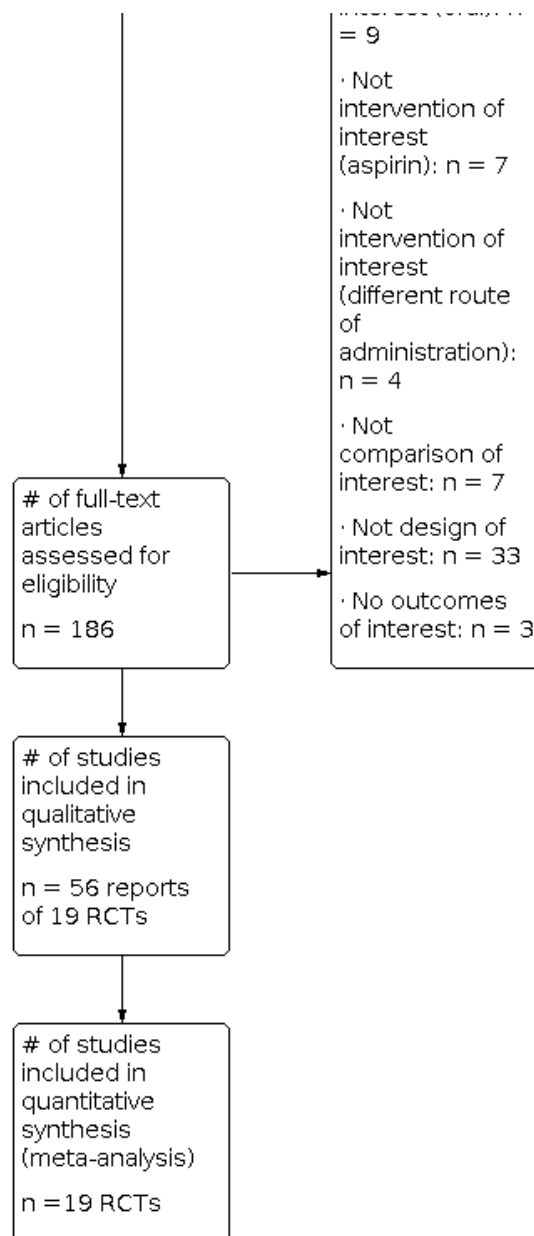 = 9
· Not
intervention of
interest
(aspirin): n = 7
· Not
intervention of
interest
(different route
of
administration):
n = 4
· Not
comparison of
interest: n = 7
· Not design of
interest: n = 33
· No outcomes
of interest: n = 3
# of full-text
articles
assessed for
eligibility
n = 186
# of studies
included in
qualitative
synthesis
n = 56 reports
of 19 RCTs
# of studies
included in
quantitative
synthesis
(meta-analysis)
n =19 RCTs